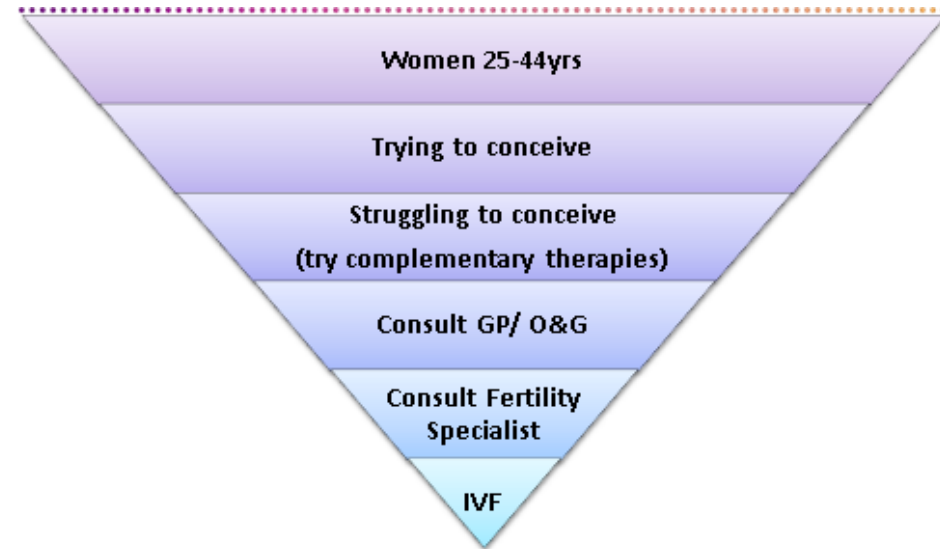 Women 25-44yrs
Trying to conceive
Struggling to conceive
(try complementary therapies)
Consult GP/ O&G
Consult Fertility
Specialist
IVF